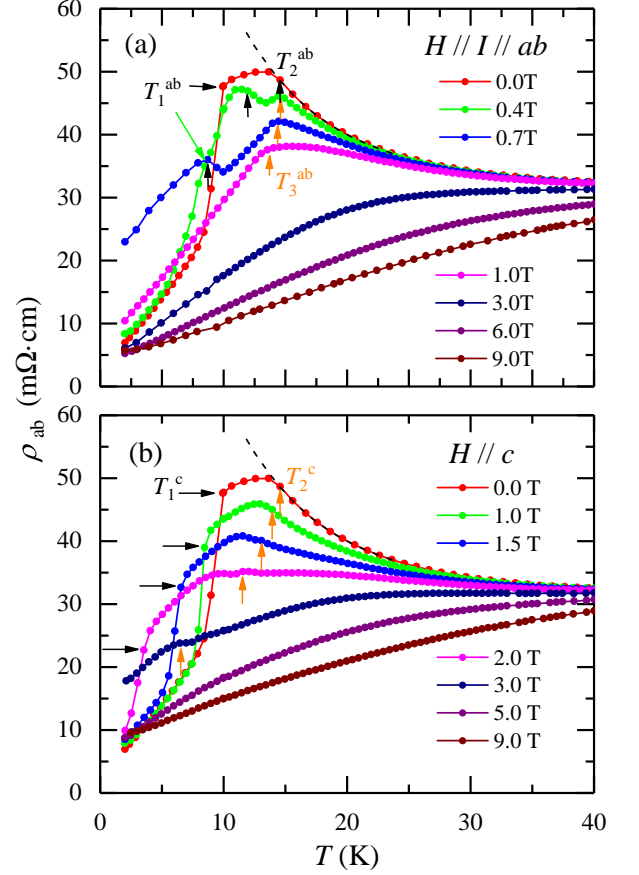 (a)
H // I // ab
0.0T
0.4T
0.7T
T₁ᵃᵇ
T₂ᵃᵇ
T₃ᵃᵇ
1.0T
3.0T
6.0T
9.0T
60
50
40
30
20
10
0
ρab (mΩ·cm)
(b)
H // c
0.0 T
1.0 T
1.5 T
T₁ᶜ
T₂ᶜ
2.0 T
3.0 T
5.0 T
9.0 T
60
50
40
30
20
10
0
0 10 20 30 40
T (K)